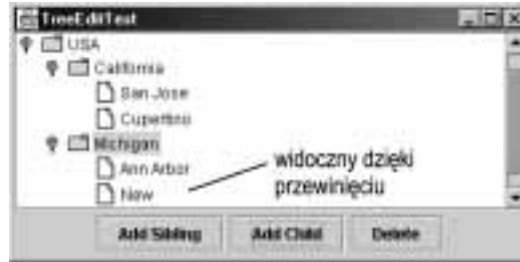 TreeEditTest
USA
California
San Jose
Cupertino
Michigan
Ann Arbor
New
widoczny dzięki
przewinięciu
Add Sibling Add Child Delete